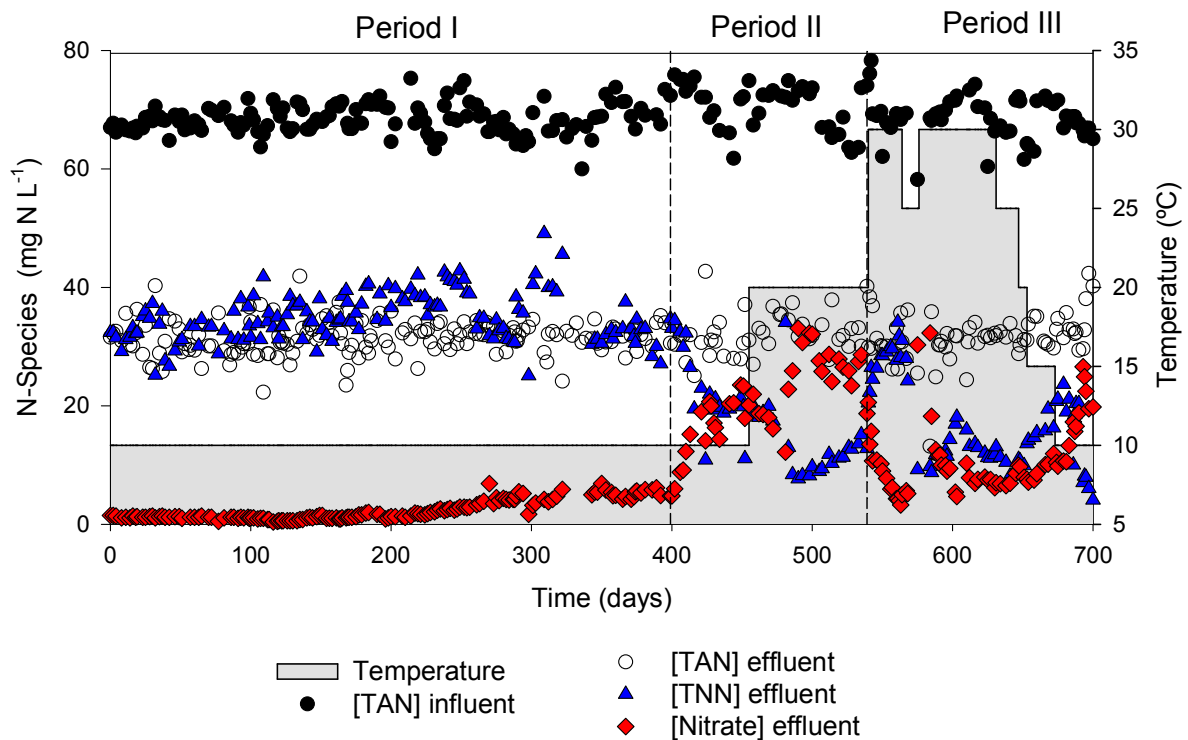 Period I Period II Period III
80 35
30
60
25
40 20
15
20
10
0 5
0 100 200 300 400 500 600 700
N-Species (mg N L⁻¹)
Temperature (ºC)
Time (days)
Temperature
[TAN] influent
[TAN] effluent
[TNN] effluent
[Nitrate] effluent